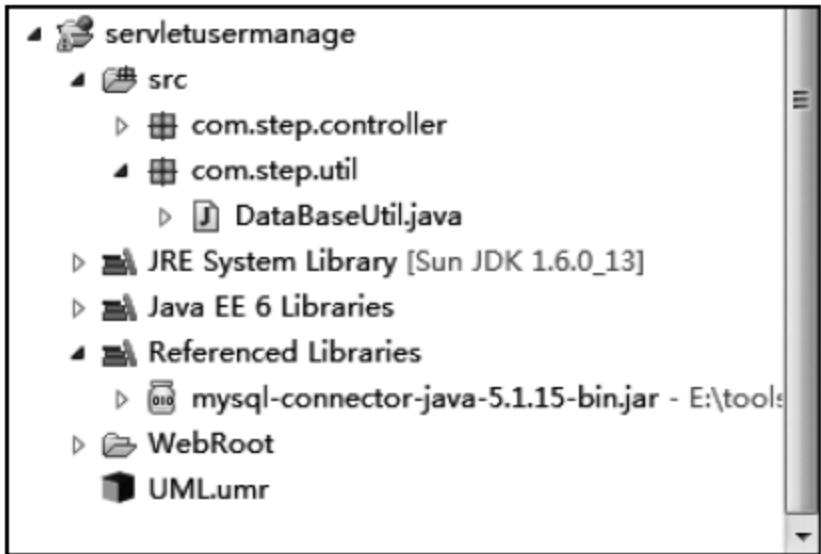 servletusermanage
src
com.step.controller
com.step.util
DataBaseUtil.java
JRE System Library [Sun JDK 1.6.0_13]
Java EE 6 Libraries
Referenced Libraries
mysql-connector-java-5.1.15-bin.jar - E:\tools
WebRoot
UML.umr